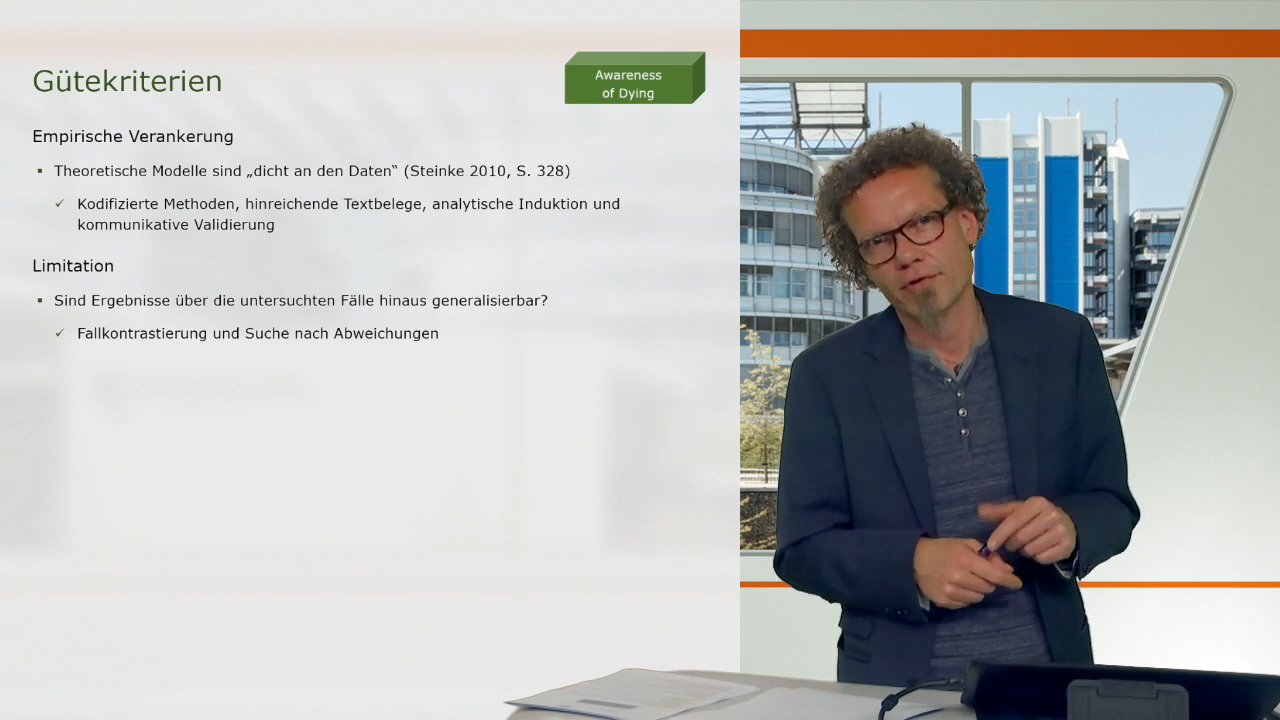 Gütekriterien
Awareness
of Dying
Empirische Verankerung
▪ Theoretische Modelle sind „dicht an den Daten“ (Steinke 2010, S. 328)
✓ Kodifizierte Methoden, hinreichende Textbelege, analytische Induktion und
kommunikative Validierung
Limitation
▪ Sind Ergebnisse über die untersuchten Fälle hinaus generalisierbar?
✓ Fallkontrastierung und Suche nach Abweichungen